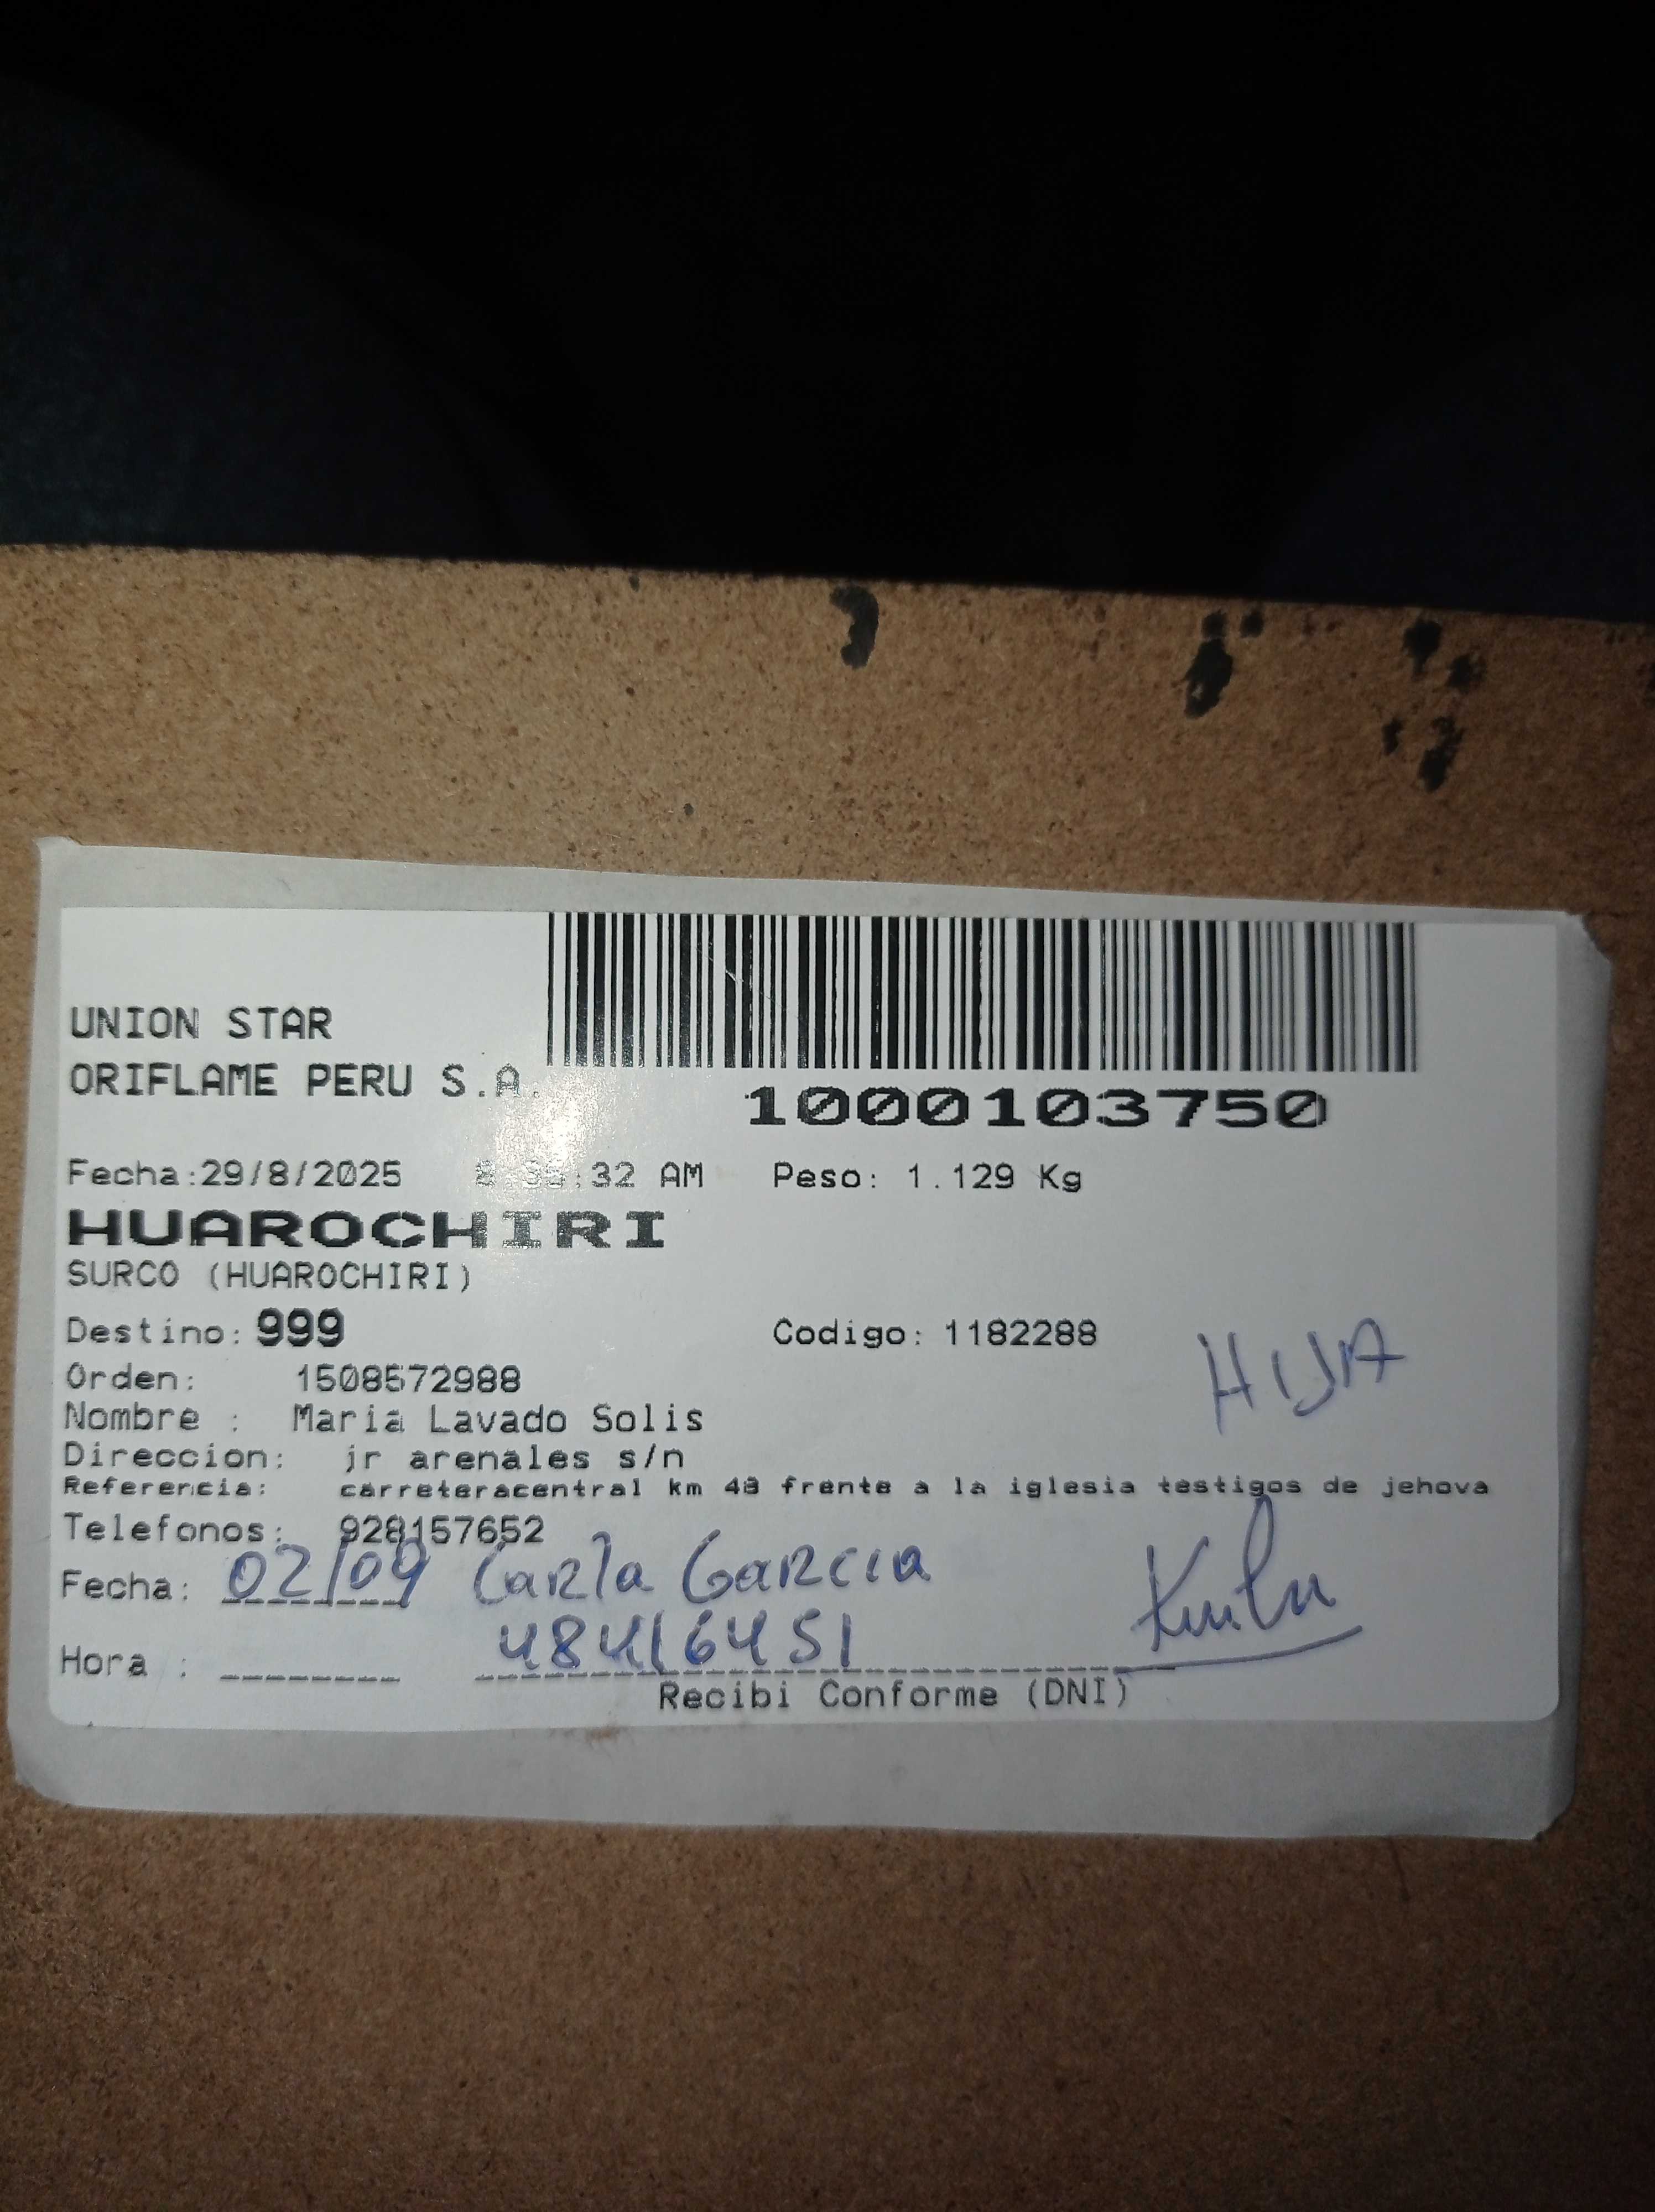 UNION STAR
ORIFLAME PERU S.A.
1000103750
Fecha:29/8/2025 AM Peso: 1.129 Kg
HUAROCHIRI
SURCO (HUAROCHIRI)
Destino: 999 Codigo: 1182288
HIJA
Orden: 1508572988
Nombre : Maria Lavado Solis
Direccion: jr arenales s/n
Referencia: carreteracentral km 48 frente a la iglesia testigos de jehova
Telefonos: 928157652
Fecha: 02/09 Carla Garcia
Hora : 48416451
Recibi Conforme (DNI)